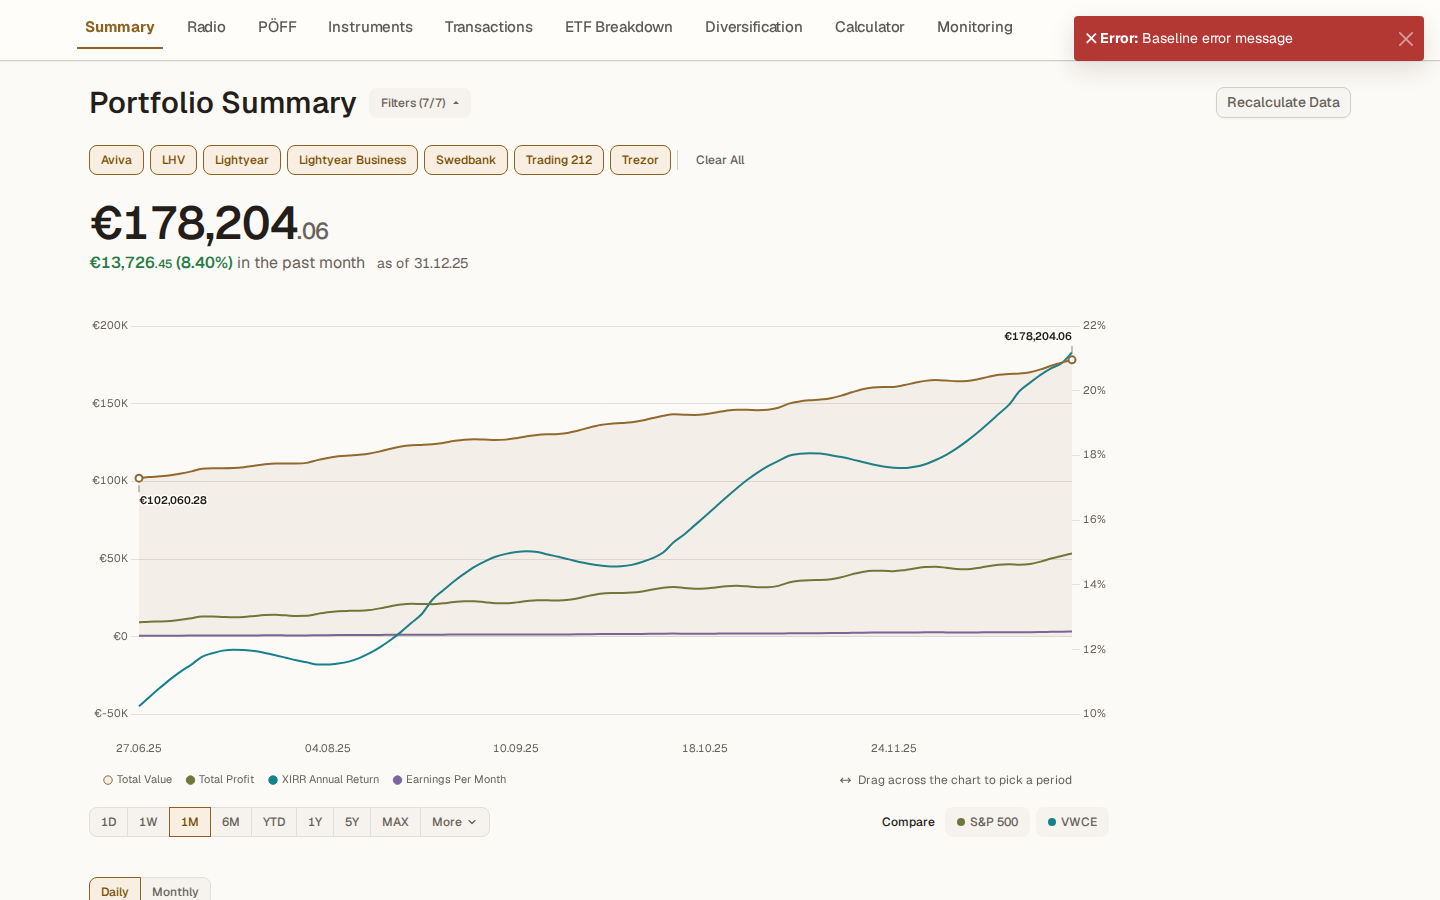 Summary Radio PÖFF Instruments Transactions ETF Breakdown Diversification Calculator Monitoring
Error: Baseline error message
Portfolio Summary Filters (7/7) Recalculate Data
Aviva LHV Lightyear Lightyear Business Swedbank Trading 212 Trezor Clear All
€178,204.06
€13,726.45 (8.40%) in the past month as of 31.12.25
€200K 22%
€178,204.06
20%
€150K
18%
€100K
€102,060.28
16%
€50K
14%
€0
12%
€-50K 10%
27.06.25 04.08.25 10.09.25 18.10.25 24.11.25
Total Value Total Profit XIRR Annual Return Earnings Per Month ↔ Drag across the chart to pick a period
1D 1W 1M 6M YTD 1Y 5Y MAX More Compare S&P 500 VWCE
Daily Monthly